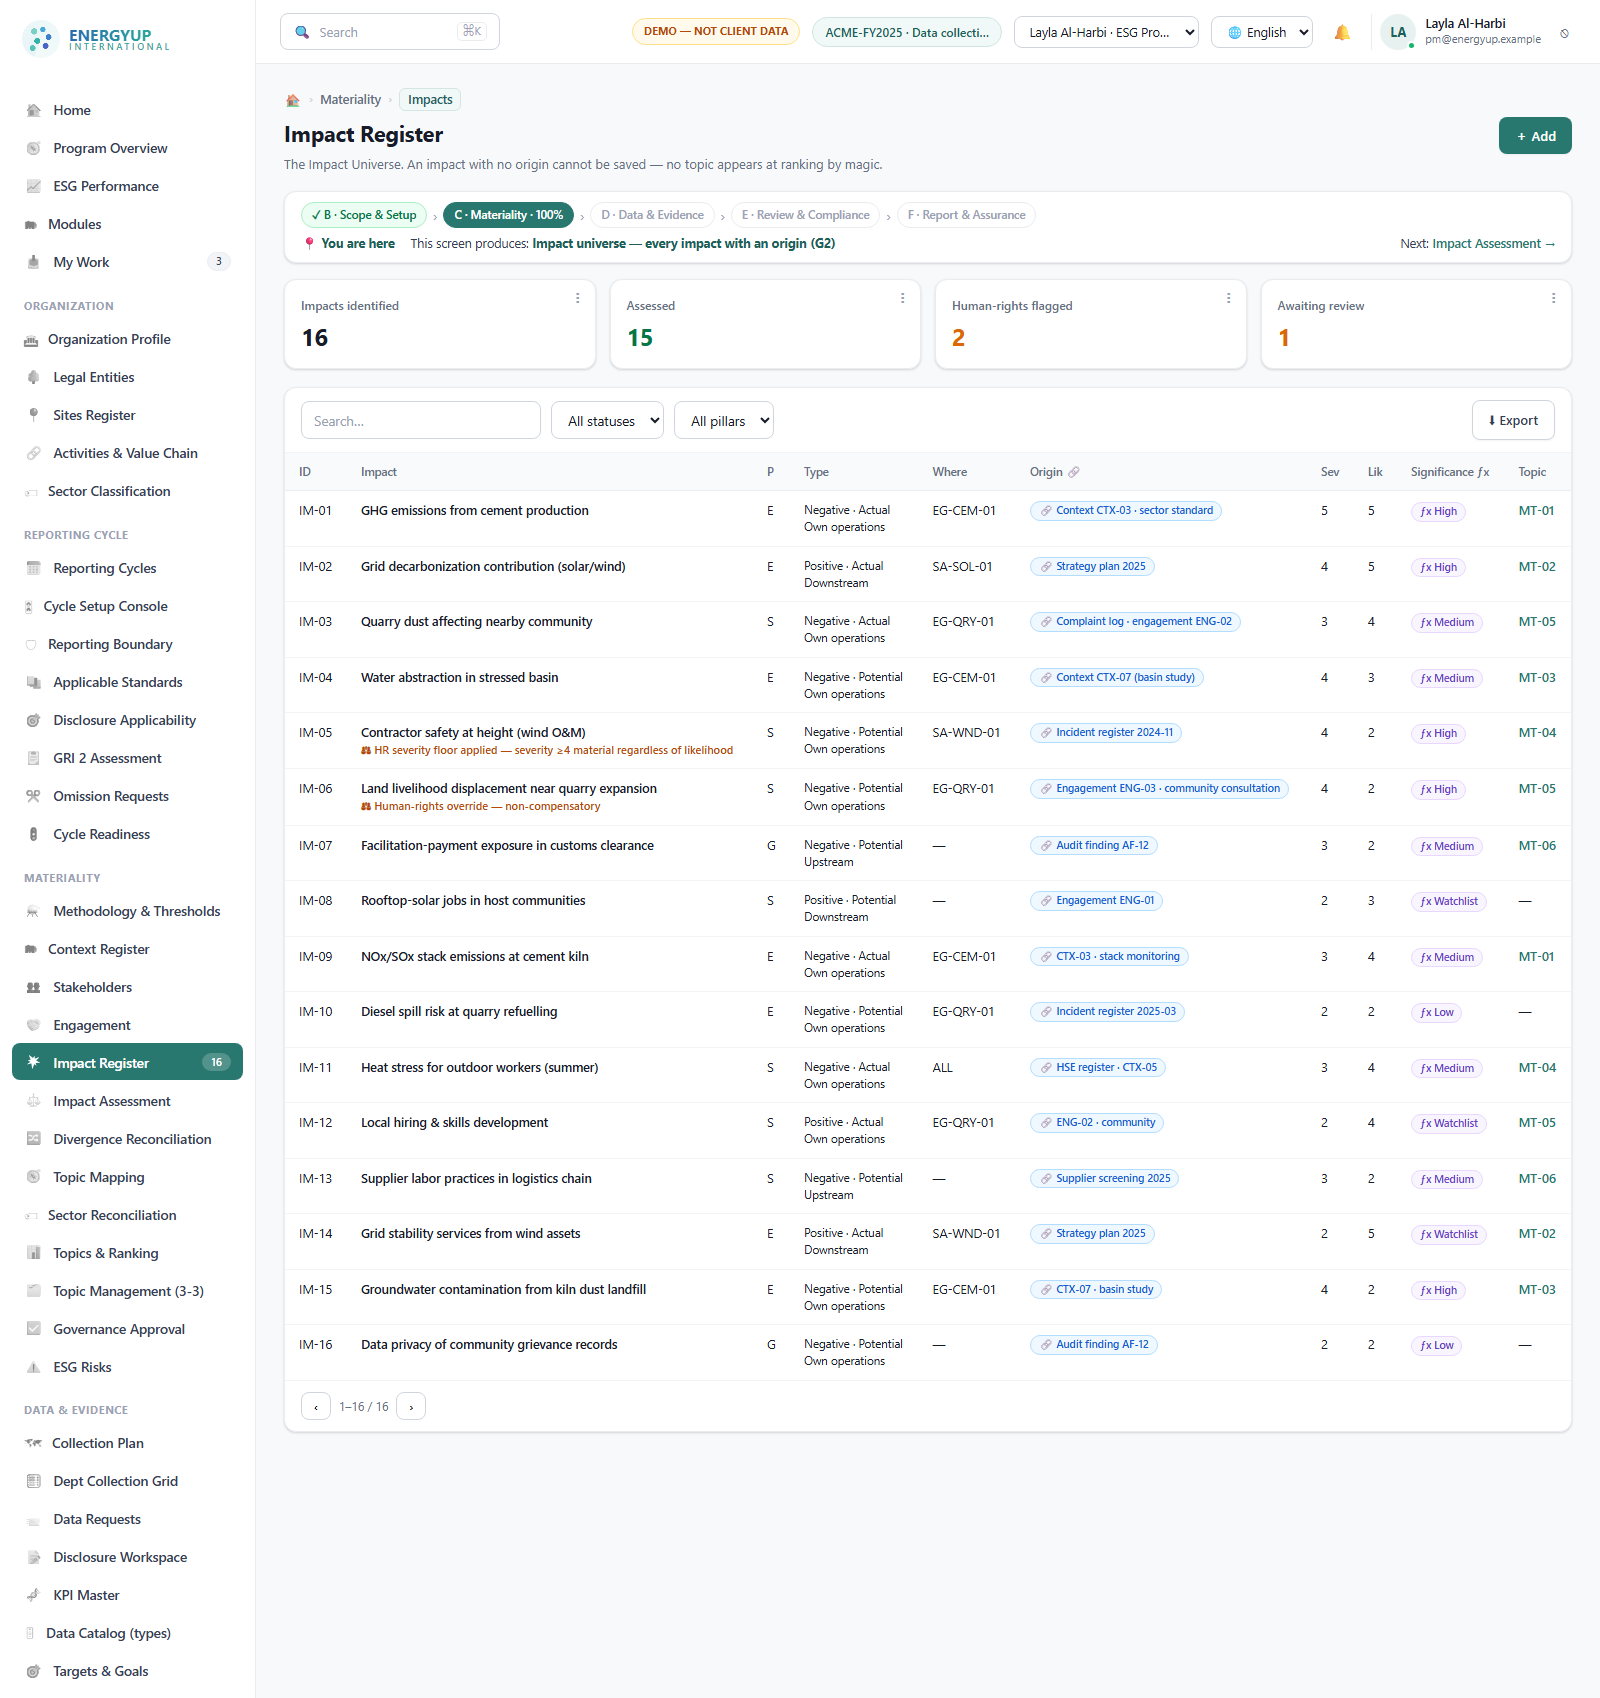 ENERGYUP
INTERNATIONAL
Search ⌘K
DEMO — NOT CLIENT DATA
ACME-FY2025 · Data collecti...
Layla Al-Harbi · ESG Pro...
English
LA
Layla Al-Harbi
pm@energyup.example
Home
Program Overview
ESG Performance
Modules
My Work 3
ORGANIZATION
Organization Profile
Legal Entities
Sites Register
Activities & Value Chain
Sector Classification
REPORTING CYCLE
Reporting Cycles
Cycle Setup Console
Reporting Boundary
Applicable Standards
Disclosure Applicability
GRI 2 Assessment
Omission Requests
Cycle Readiness
MATERIALITY
Methodology & Thresholds
Context Register
Stakeholders
Engagement
Impact Register 16
Impact Assessment
Divergence Reconciliation
Topic Mapping
Sector Reconciliation
Topics & Ranking
Topic Management (3-3)
Governance Approval
ESG Risks
DATA & EVIDENCE
Collection Plan
Dept Collection Grid
Data Requests
Disclosure Workspace
KPI Master
Data Catalog (types)
Targets & Goals
› Materiality › Impacts
Impact Register
+ Add
The Impact Universe. An impact with no origin cannot be saved — no topic appears at ranking by magic.
✓ B · Scope & Setup › C · Materiality · 100% › D · Data & Evidence › E · Review & Compliance › F · Report & Assurance
You are here This screen produces: Impact universe — every impact with an origin (G2) Next: Impact Assessment →
Impacts identified
16
Assessed
15
Human-rights flagged
2
Awaiting review
1
Search... All statuses All pillars ⬇ Export
ID Impact P Type Where Origin Sev Lik Significance ƒx Topic
IM-01 GHG emissions from cement production E Negative · Actual EG-CEM-01 Context CTX-03 · sector standard 5 5 ƒx High MT-01
Own operations
IM-02 Grid decarbonization contribution (solar/wind) E Positive · Actual SA-SOL-01 Strategy plan 2025 4 5 ƒx High MT-02
Downstream
IM-03 Quarry dust affecting nearby community S Negative · Actual EG-QRY-01 Complaint log · engagement ENG-02 3 4 ƒx Medium MT-05
Own operations
IM-04 Water abstraction in stressed basin E Negative · Potential EG-CEM-01 Context CTX-07 (basin study) 4 3 ƒx Medium MT-03
Own operations
IM-05 Contractor safety at height (wind O&M) S Negative · Potential SA-WND-01 Incident register 2024-11 4 2 ƒx High MT-04
HR severity floor applied — severity ≥4 material regardless of likelihood Own operations
IM-06 Land livelihood displacement near quarry expansion S Negative · Potential EG-QRY-01 Engagement ENG-03 · community consultation 4 2 ƒx High MT-05
Human-rights override — non-compensatory Own operations
IM-07 Facilitation-payment exposure in customs clearance G Negative · Potential — Audit finding AF-12 3 2 ƒx Medium MT-06
Upstream
IM-08 Rooftop-solar jobs in host communities S Positive · Potential — Engagement ENG-01 2 3 ƒx Watchlist —
Downstream
IM-09 NOx/SOx stack emissions at cement kiln E Negative · Actual EG-CEM-01 CTX-03 · stack monitoring 3 4 ƒx Medium MT-01
Own operations
IM-10 Diesel spill risk at quarry refuelling E Negative · Potential EG-QRY-01 Incident register 2025-03 2 2 ƒx Low —
Own operations
IM-11 Heat stress for outdoor workers (summer) S Negative · Actual ALL HSE register · CTX-05 3 4 ƒx Medium MT-04
Own operations
IM-12 Local hiring & skills development S Positive · Actual EG-QRY-01 ENG-02 · community 2 4 ƒx Watchlist MT-05
Own operations
IM-13 Supplier labor practices in logistics chain S Negative · Potential — Supplier screening 2025 3 2 ƒx Medium MT-06
Upstream
IM-14 Grid stability services from wind assets E Positive · Actual SA-WND-01 Strategy plan 2025 2 5 ƒx Watchlist MT-02
Downstream
IM-15 Groundwater contamination from kiln dust landfill E Negative · Potential EG-CEM-01 CTX-07 · basin study 4 2 ƒx High MT-03
Own operations
IM-16 Data privacy of community grievance records G Negative · Potential — Audit finding AF-12 2 2 ƒx Low —
Own operations
‹ 1–16 / 16 ›